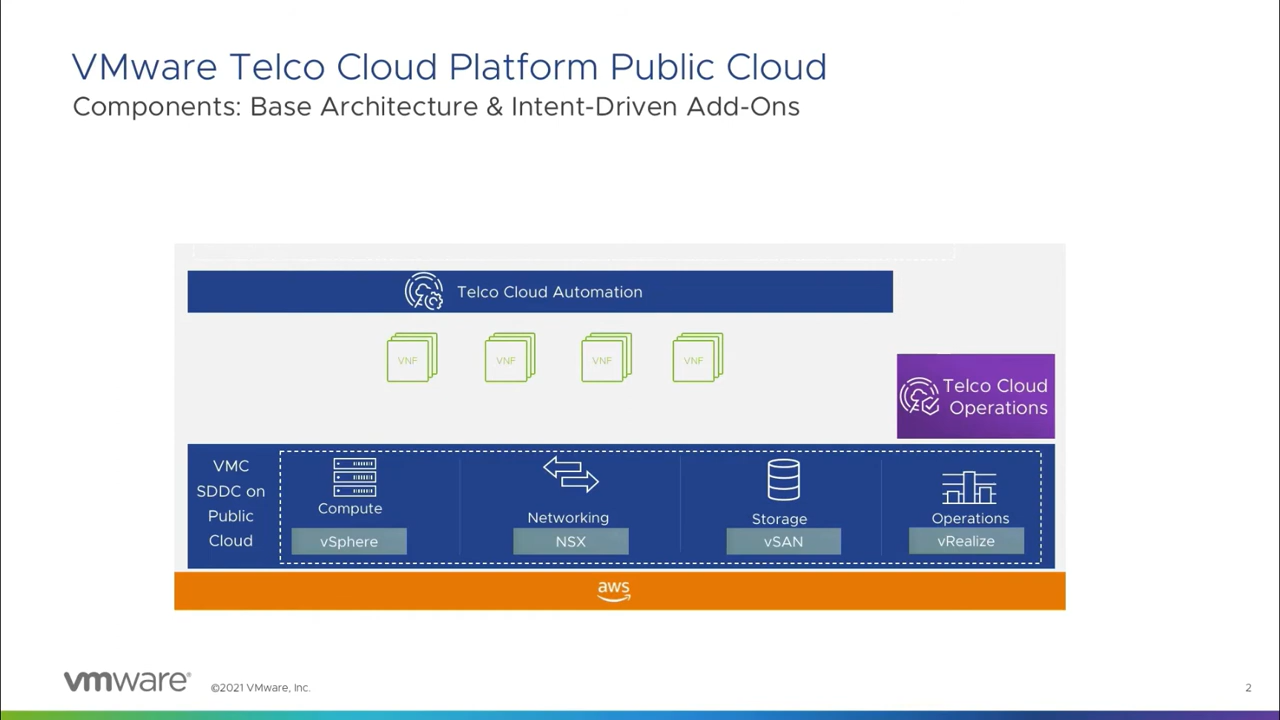 VMware Telco Cloud Platform Public Cloud
Components: Base Architecture & Intent-Driven Add-Ons
Telco Cloud Automation
VNF
VNF
VNF
VNF
Telco Cloud
Operations
VMC
SDDC on
Public
Cloud
Compute
vSphere
Networking
NSX
Storage
vSAN
Operations
vRealize
aws
vmware®
©2021 VMware, Inc.
2